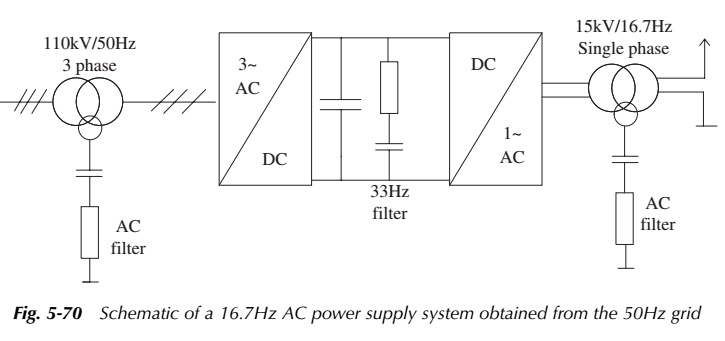 110kV/50Hz
3 phase
3~
AC
DC
33Hz
filter
DC
1~
AC
15kV/16.7Hz
Single phase
AC
filter
AC
filter
Fig. 5-70 Schematic of a 16.7Hz AC power supply system obtained from the 50Hz grid